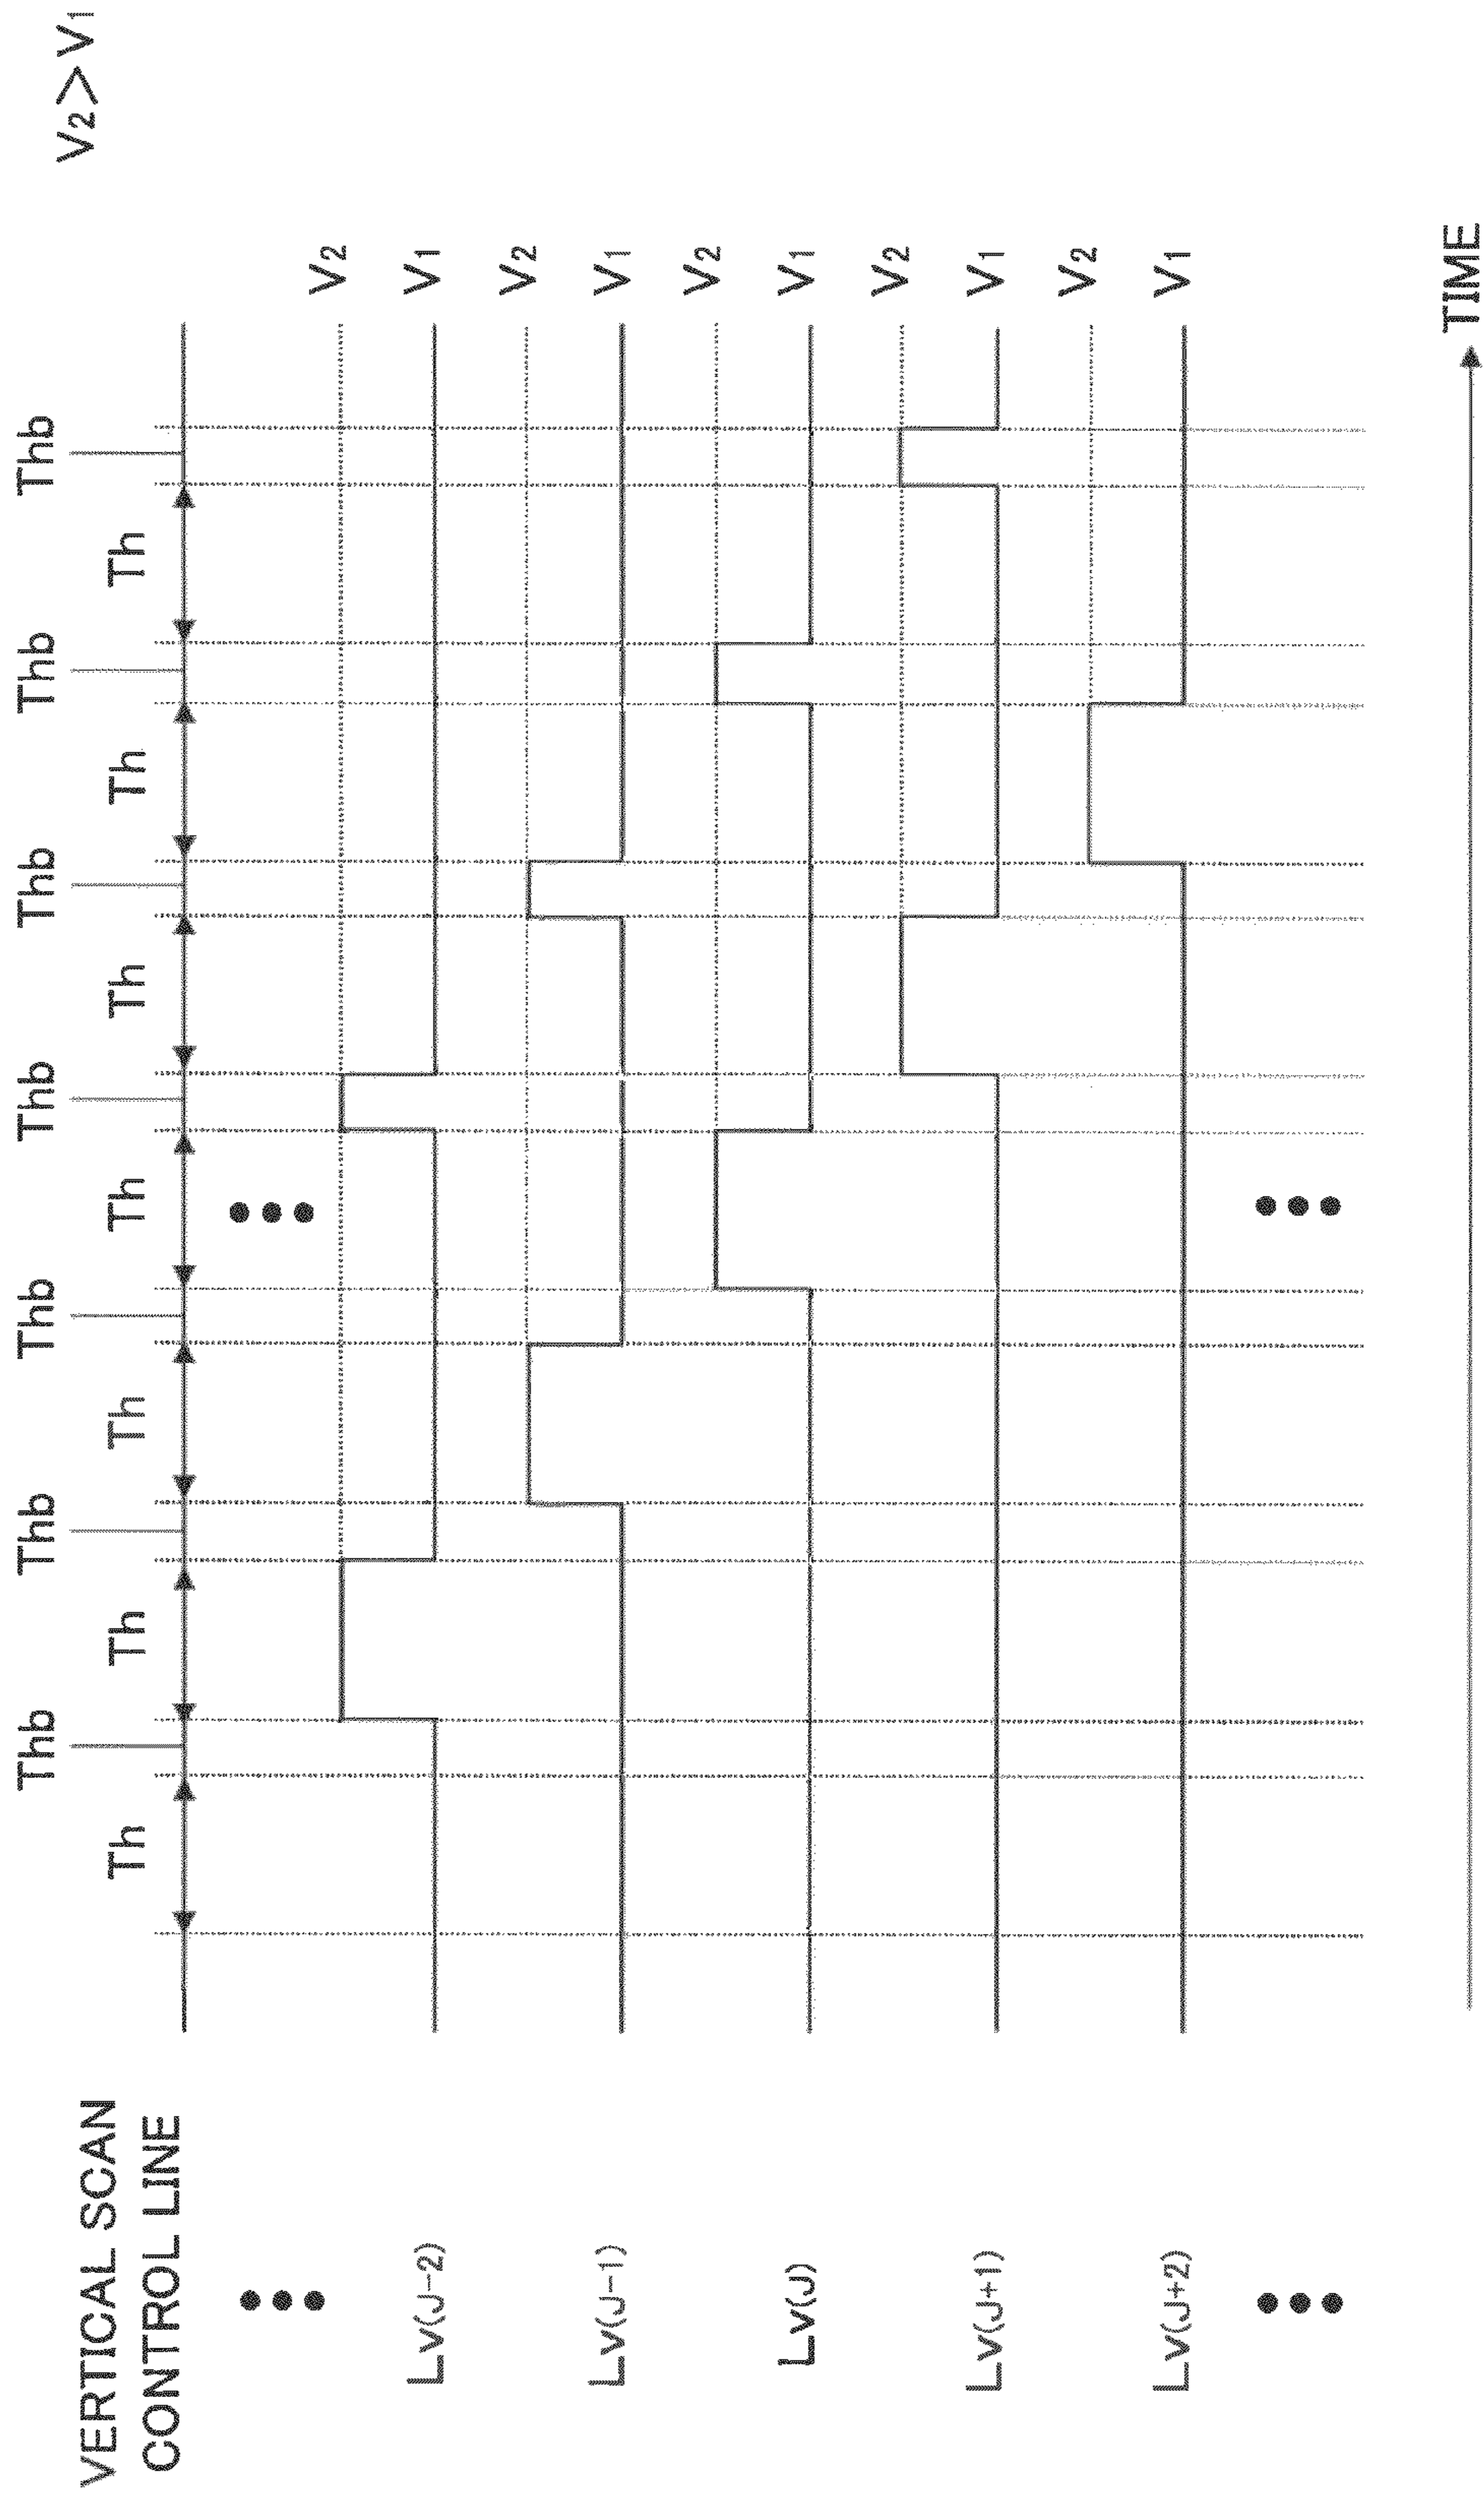 V2>V1
Thb Thb Thb Thb Thb Thb Thb
Th Th Th Th Th Th Th
VERTICAL SCAN
CONTROL LINE
V2
Lv(J-2) V1
V2
Lv(J-1) V1
V2
Lv(J) V1
V2
Lv(J+1) V1
V2
Lv(J+2) V1
TIME